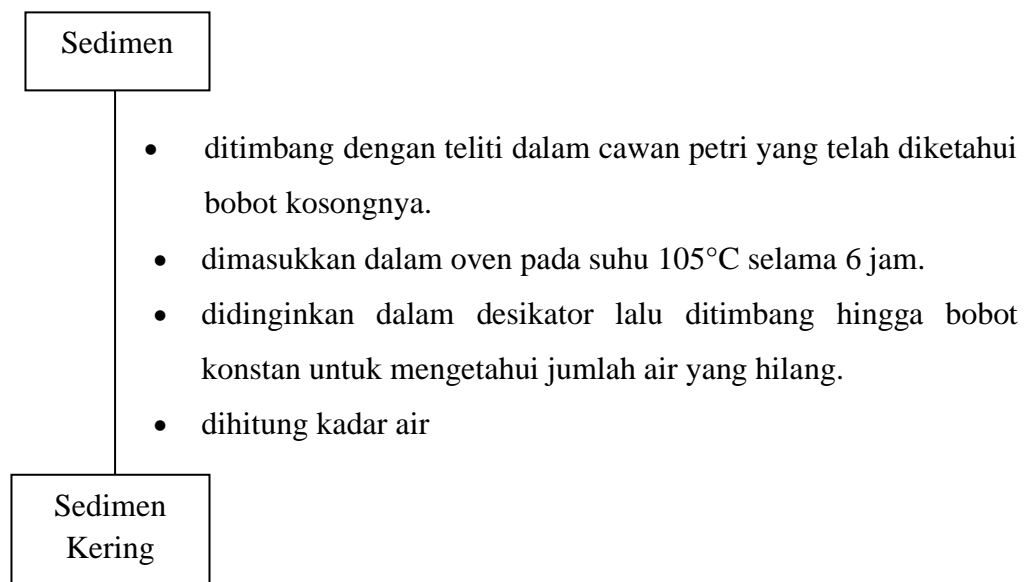 Sedimen
• ditimbang dengan teliti dalam cawan petri yang telah diketahui
bobot kosongnya.
• dimasukkan dalam oven pada suhu 105°C selama 6 jam.
• didinginkan dalam desikator lalu ditimbang hingga bobot
konstan untuk mengetahui jumlah air yang hilang.
• dihitung kadar air
Sedimen
Kering